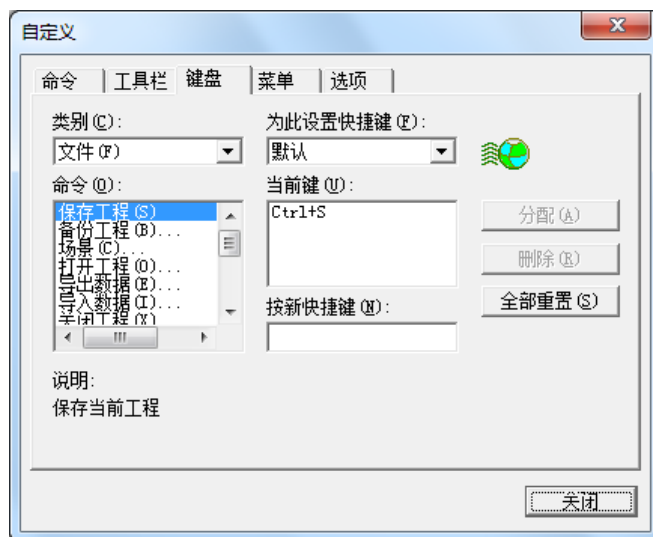 自定义
命令
工具栏
键盘
菜单
选项
类别(C):
为此设置快捷键(F):
文件(F)
默认
命令(O):
当前键(U):
保存工程(S)
备份工程(B)...
场景(C)...
打开工程(O)...
导出数据(E)...
导入数据(I)...
关闭工程(X)
Ctrl+S
分配(A)
删除(R)
全部重置(S)
按新快捷键(N):
说明:
保存当前工程
关闭